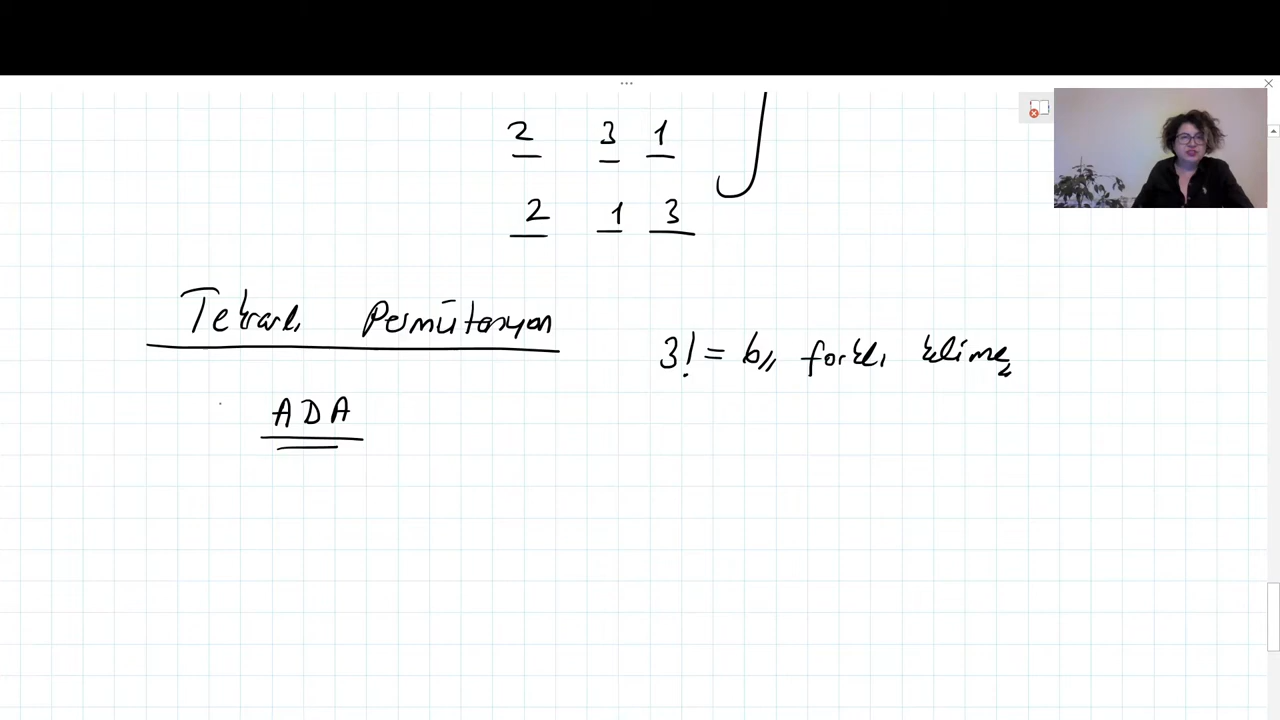 2 3 1
2 1 3
Tekrarlı Permütasyon
3! = 6 farklı kelime
ADA